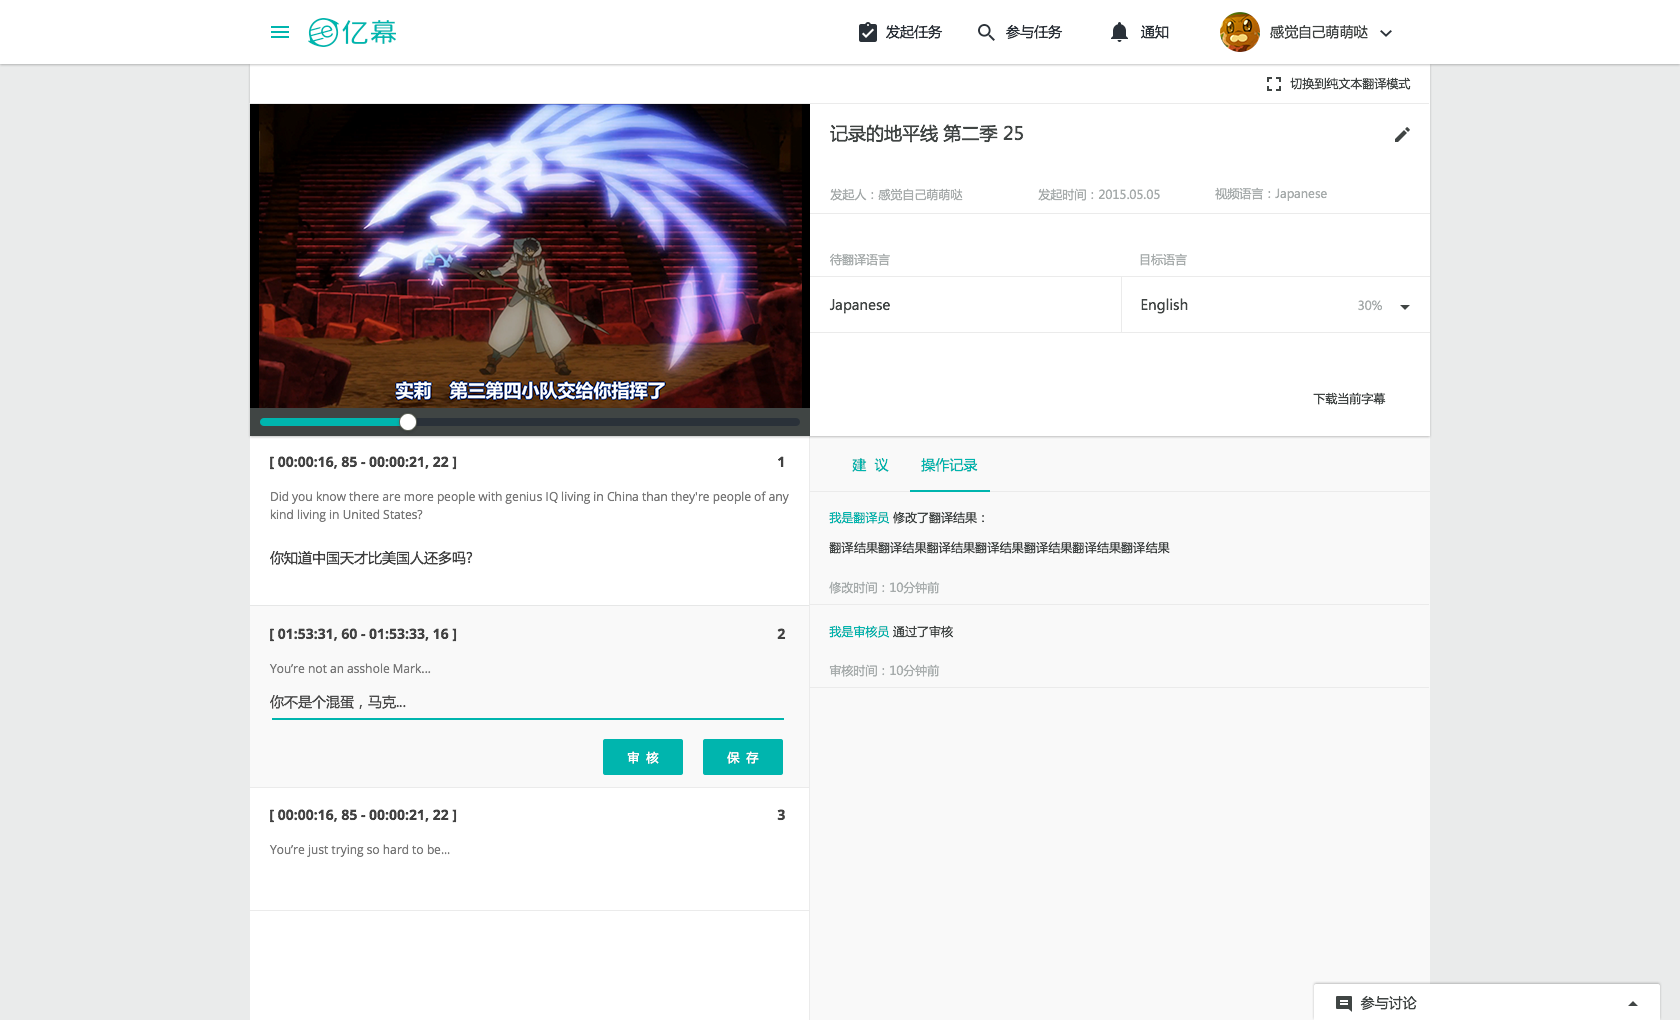 亿幕
发起任务
参与任务
通知
感觉自己萌萌哒
切换到纯文本翻译模式
实莉 第三第四小队交给你指挥了
记录的地平线 第二季 25
发起人：感觉自己萌萌哒
发起时间：2015.05.05
视频语言：Japanese
待翻译语言
目标语言
Japanese
English
30%
下载当前字幕
[ 00:00:16, 85 - 00:00:21, 22 ]
1
Did you know there are more people with genius IQ living in China than they're people of any
kind living in United States?
你知道中国天才比美国人还多吗?
[ 01:53:31, 60 - 01:53:33, 16 ]
2
You’re not an asshole Mark...
你不是个混蛋，马克...
审 核
保 存
[ 00:00:16, 85 - 00:00:21, 22 ]
3
You’re just trying so hard to be...
建 议
操作记录
我是翻译员 修改了翻译结果：
翻译结果翻译结果翻译结果翻译结果翻译结果翻译结果翻译结果
修改时间：10分钟前
我是审核员 通过了审核
审核时间：10分钟前
参与讨论